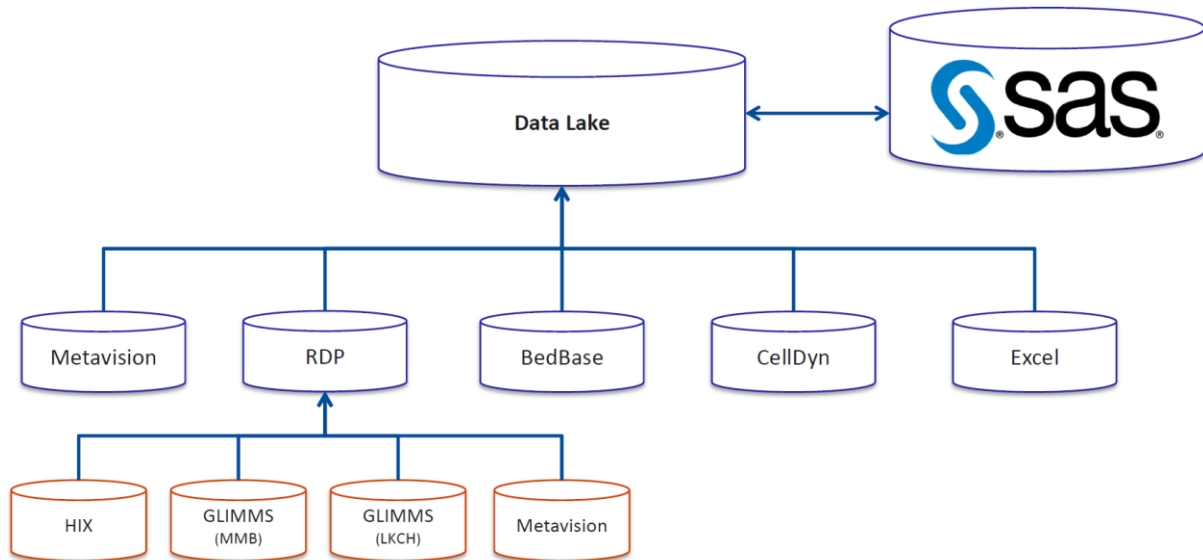 Data Lake
sas
Metavision
RDP
BedBase
CellDyn
Excel
HIX
GLIMMS
(MMB)
GLIMMS
(LKCH)
Metavision